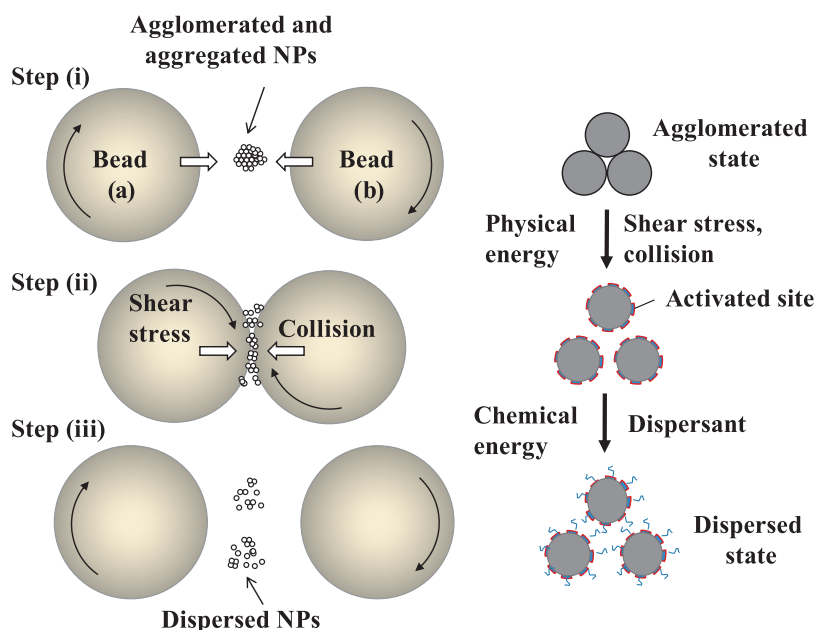 Agglomerated and
aggregated NPs
Step (i)
Bead
(a)
Bead
(b)
Step (ii)
Shear
stress
Collision
Step (iii)
Dispersed NPs
Agglomerated
state
Physical
energy
Shear stress,
collision
Activated site
Chemical
energy
Dispersant
Dispersed
state